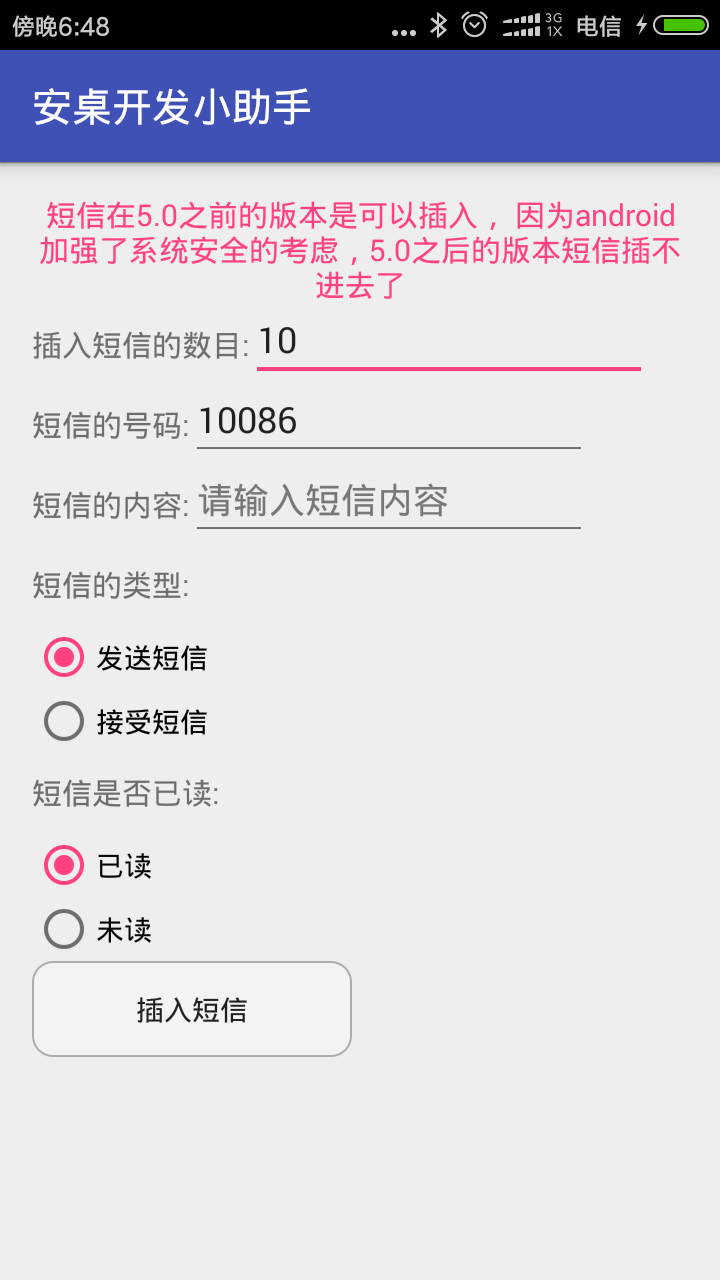 傍晚6:48 ... 3G 1X 电信
安桌开发小助手
短信在5.0之前的版本是可以插入，因为android
加强了系统安全的考虑，5.0之后的版本短信插不
进去了
插入短信的数目: 10
短信的号码: 10086
短信的内容: 请输入短信内容
短信的类型:
发送短信
接受短信
短信是否已读:
已读
未读
插入短信